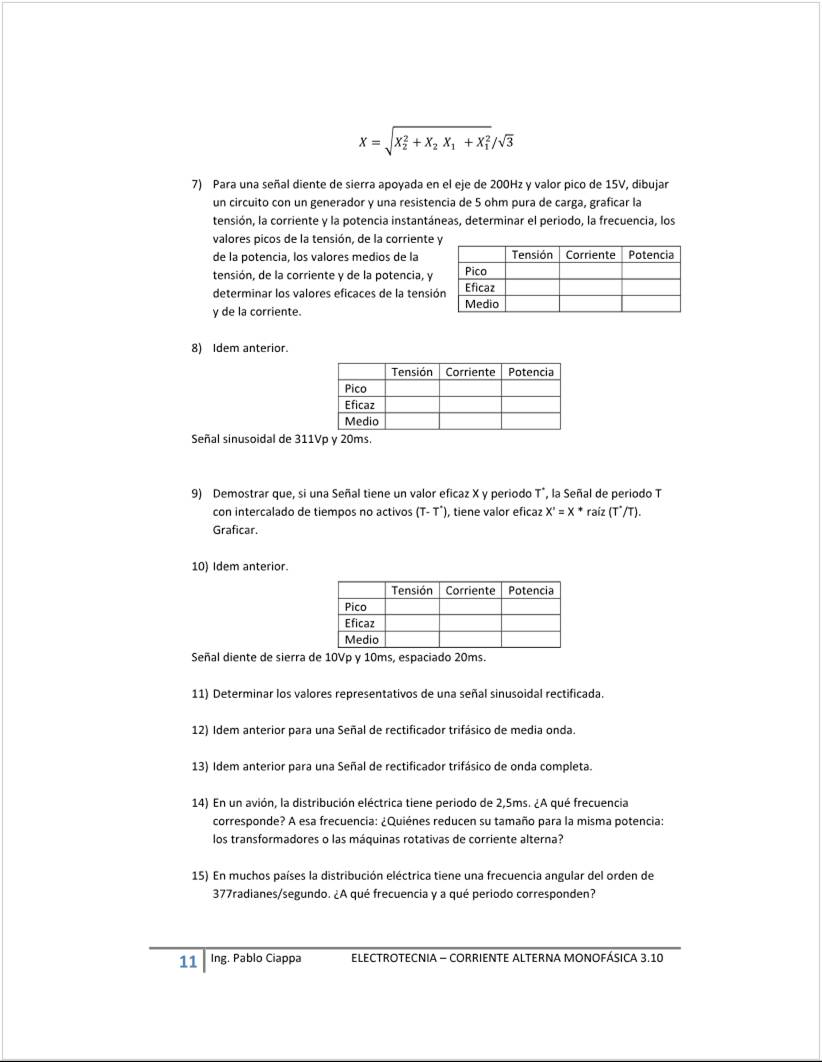 X = √(X₂² + X₂ X₁ + X₁²)/√3
7) Para una señal diente de sierra apoyada en el eje de 200Hz y valor pico de 15V, dibujar
un circuito con un generador y una resistencia de 5 ohm pura de carga, graficar la
tensión, la corriente y la potencia instantáneas, determinar el periodo, la frecuencia, los
valores picos de la tensión, de la corriente y
de la potencia, los valores medios de la
tensión, de la corriente y de la potencia, y
determinar los valores eficaces de la tensión
y de la corriente.
Tensión Corriente Potencia
Pico
Eficaz
Medio
8) Idem anterior.
Tensión Corriente Potencia
Pico
Eficaz
Medio
Señal sinusoidal de 311Vp y 20ms.
9) Demostrar que, si una Señal tiene un valor eficaz X y periodo T*, la Señal de periodo T
con intercalado de tiempos no activos (T- T*), tiene valor eficaz X' = X * raíz (T*/T).
Graficar.
10) Idem anterior.
Tensión Corriente Potencia
Pico
Eficaz
Medio
Señal diente de sierra de 10Vp y 10ms, espaciado 20ms.
11) Determinar los valores representativos de una señal sinusoidal rectificada.
12) Idem anterior para una Señal de rectificador trifásico de media onda.
13) Idem anterior para una Señal de rectificador trifásico de onda completa.
14) En un avión, la distribución eléctrica tiene periodo de 2,5ms. ¿A qué frecuencia
corresponde? A esa frecuencia: ¿Quiénes reducen su tamaño para la misma potencia:
los transformadores o las máquinas rotativas de corriente alterna?
15) En muchos países la distribución eléctrica tiene una frecuencia angular del orden de
377radianes/segundo. ¿A qué frecuencia y a qué periodo corresponden?
11 Ing. Pablo Ciappa ELECTROTECNIA – CORRIENTE ALTERNA MONOFÁSICA 3.10